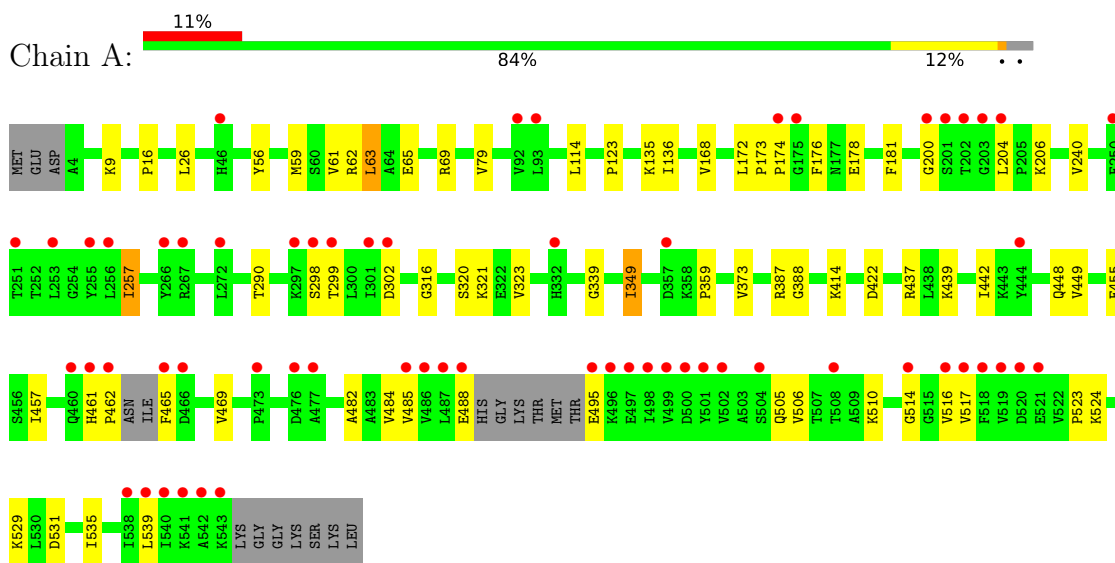 11%
Chain A:
84% 12% • •
MET GLU ASP A4 K9 P16 L26 H46 Y56 M59 S60 V61 R62 L63 A64 E65 R69 V79 V92 L93 L114 P123 K135 I136 V168 L172 P173 P174 G175 F176 N177 E178 F181 G200 S201 T202 G203 L204 P205 K206 V240
T251 T252 L253 G254 Y255 L256 I257 Y266 R267 L272 T290 K297 S298 T299 L300 I301 D302 G316 S320 K321 E322 V323 H332 G339 I349 D357 K358 P359 V373 R387 G388 K414 D422 R437 L438 K439 I442 K443 Y444 Q448 V449
S456 I457 Q460 H461 P462 ASN ILE F465 D466 V469 P473 D476 A477 A482 A483 V484 V485 V486 L487 E488 HIS GLY LYS THR MET THR E495 K496 E497 I498 V499 D500 Y501 V502 A503 S504 Q505 V506 T507 T508 A509 K510 G514 G515 V516 V517 F518 V519 D520 E521 V522 P523 K524
K529 L530 D531 I535 I538 L539 I540 K541 A542 K543 LYS GLY GLY LYS SER LYS LEU